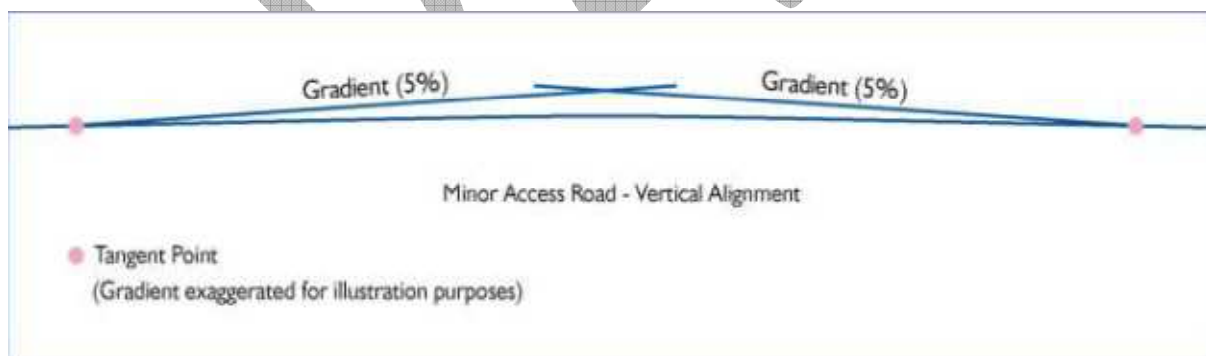 Gradient (5%)
Gradient (5%)
Minor Access Road - Vertical Alignment
Tangent Point
(Gradient exaggerated for illustration purposes)